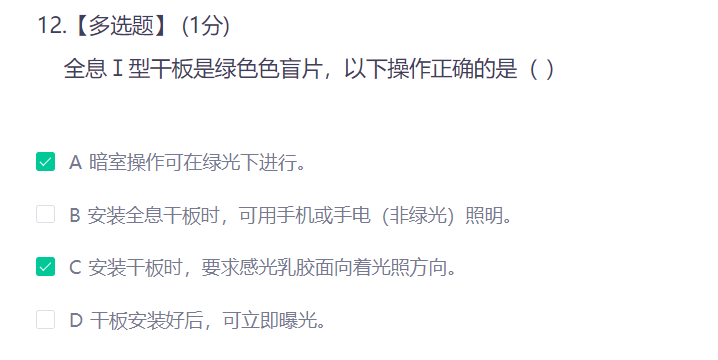 12.【多选题】 (1分)
全息Ⅰ型干板是绿色色盲片，以下操作正确的是（ ）
A 暗室操作可在绿光下进行。
B 安装全息干板时，可用手机或手电（非绿光）照明。
C 安装干板时，要求感光乳胶面向着光照方向。
D 干板安装好后，可立即曝光。